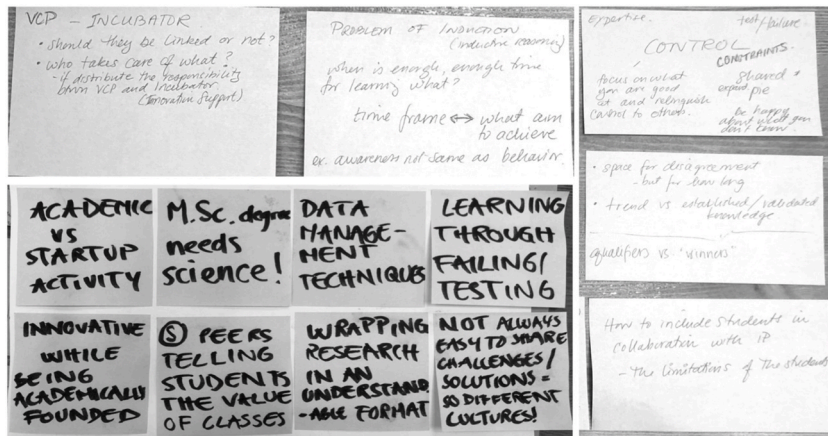 VCP - INCUBATOR
• should they be linked or not?
• who takes care of what?
- if distribute the responsibility
btwn VCP and Incubator
(Innovation Support)
PROBLEM OF INDUCTION
(inductive reasoning)
when is enough, enough time
for learning what?
time frame ↔ what aim
to achieve
ex. awareness not same as behavior.
expertise.
test/failure.
CONTROL
CONSTRAINTS.
focus on what
you are good
at and relinquish
control to others.
shared
expand pie
be happy
about what you
don't know.
• space for disagreement
- but for how long
• trend vs established/validated
knowledge
qualifiers vs "winners"
How to include students in
collaboration with IP
- the limitations of the students
ACADEMIC
VS
STARTUP
ACTIVITY
M.Sc. degree
needs
science!
DATA
MANAGE-
MENT
TECHNIQUES
LEARNING
THROUGH
FAILING/
TESTING
INNOVATIVE
WHILE
BEING
ACADEMICALLY
FOUNDED
PEERS
TELLING
STUDENTS
THE VALUE
OF CLASSES
WRAPPING
RESEARCH
IN AN
UNDERSTAND
-ABLE FORMAT
NOT ALWAYS
EASY TO SHARE
CHALLENGES/
SOLUTIONS =
SO DIFFERENT
CULTURES!